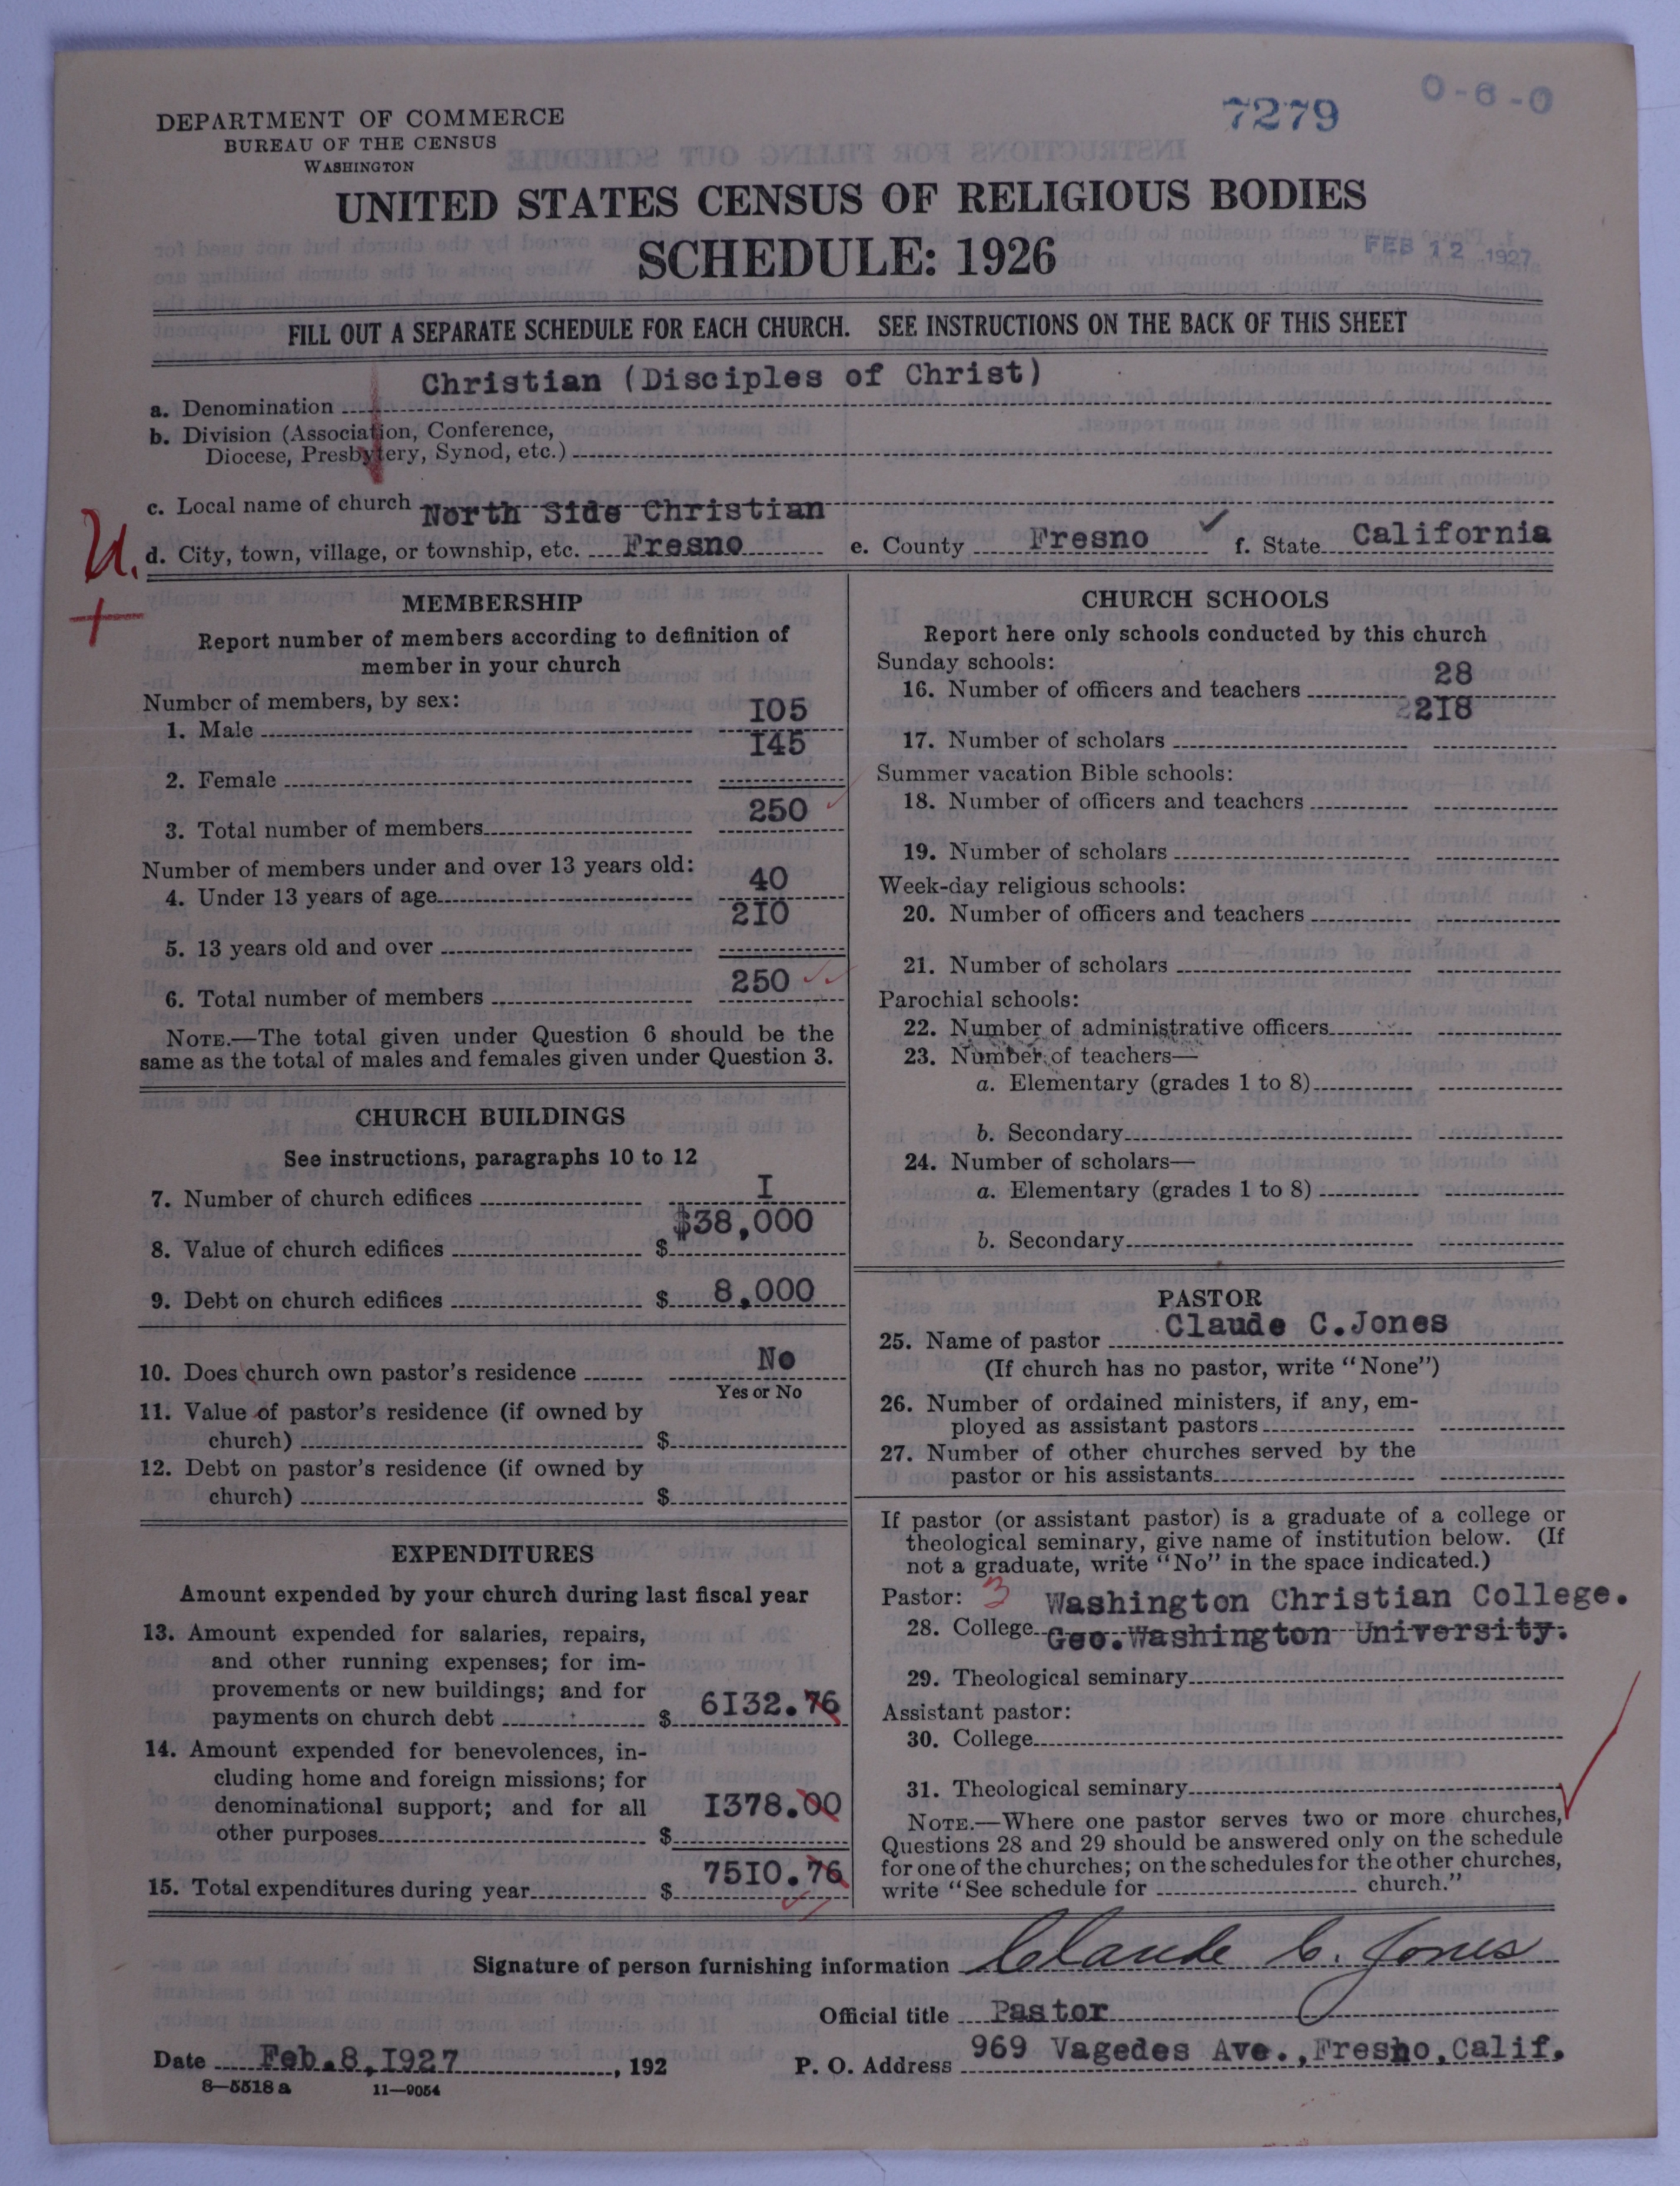 7279
0-6-0
DEPARTMENT OF COMMERCE
BUREAU OF THE CENSUS
WASHINGTON
UNITED STATES CENSUS OF RELIGIOUS BODIES
SCHEDULE: 1926
FEB 12 1927
FILL OUT A SEPARATE SCHEDULE FOR EACH CHURCH. SEE INSTRUCTIONS ON THE BACK OF THIS SHEET
a. Denomination Christian (Disciples of Christ)
b. Division (Association, Conference,
Diocese, Presbytery, Synod, etc.)
c. Local name of church North Side Christian
U.
d. City, town, village, or township, etc. Fresno e. County Fresno ✓ f. State California
+
MEMBERSHIP
Report number of members according to definition of
member in your church
Number of members, by sex:
1. Male 105
2. Female 145
3. Total number of members 250 ✓
Number of members under and over 13 years old:
4. Under 13 years of age 40
5. 13 years old and over 210
6. Total number of members 250 ✓✓
NOTE.—The total given under Question 6 should be the
same as the total of males and females given under Question 3.
CHURCH BUILDINGS
See instructions, paragraphs 10 to 12
7. Number of church edifices I
8. Value of church edifices $ $38,000
9. Debt on church edifices $ 8,000
10. Does church own pastor's residence No
Yes or No
11. Value of pastor's residence (if owned by
church) $
12. Debt on pastor's residence (if owned by
church) $
EXPENDITURES
Amount expended by your church during last fiscal year
13. Amount expended for salaries, repairs,
and other running expenses; for im-
provements or new buildings; and for
payments on church debt $ 6132.76
14. Amount expended for benevolences, in-
cluding home and foreign missions; for
denominational support; and for all
other purposes $ 1378.00
15. Total expenditures during year $ 7510.76
CHURCH SCHOOLS
Report here only schools conducted by this church
Sunday schools:
16. Number of officers and teachers 28
17. Number of scholars 218
Summer vacation Bible schools:
18. Number of officers and teachers
19. Number of scholars
Week-day religious schools:
20. Number of officers and teachers
21. Number of scholars
Parochial schools:
22. Number of administrative officers
23. Number of teachers—
a. Elementary (grades 1 to 8)
b. Secondary
24. Number of scholars—
a. Elementary (grades 1 to 8)
b. Secondary
PASTOR
25. Name of pastor Claude C.Jones
(If church has no pastor, write "None")
26. Number of ordained ministers, if any, em-
ployed as assistant pastors
27. Number of other churches served by the
pastor or his assistants
If pastor (or assistant pastor) is a graduate of a college or
theological seminary, give name of institution below. (If
not a graduate, write "No" in the space indicated.)
Pastor: 3 Washington Christian College.
28. College Geo.Washington University.
29. Theological seminary
Assistant pastor:
30. College
31. Theological seminary
NOTE.—Where one pastor serves two or more churches,
Questions 28 and 29 should be answered only on the schedule
for one of the churches; on the schedules for the other churches,
write "See schedule for church."
Signature of person furnishing information Claude C. Jones
Official title Pastor
Date Feb.8,1927, 192 P. O. Address 969 Vagedes Ave.,Fresno,Calif.
8—5518 a 11—9054